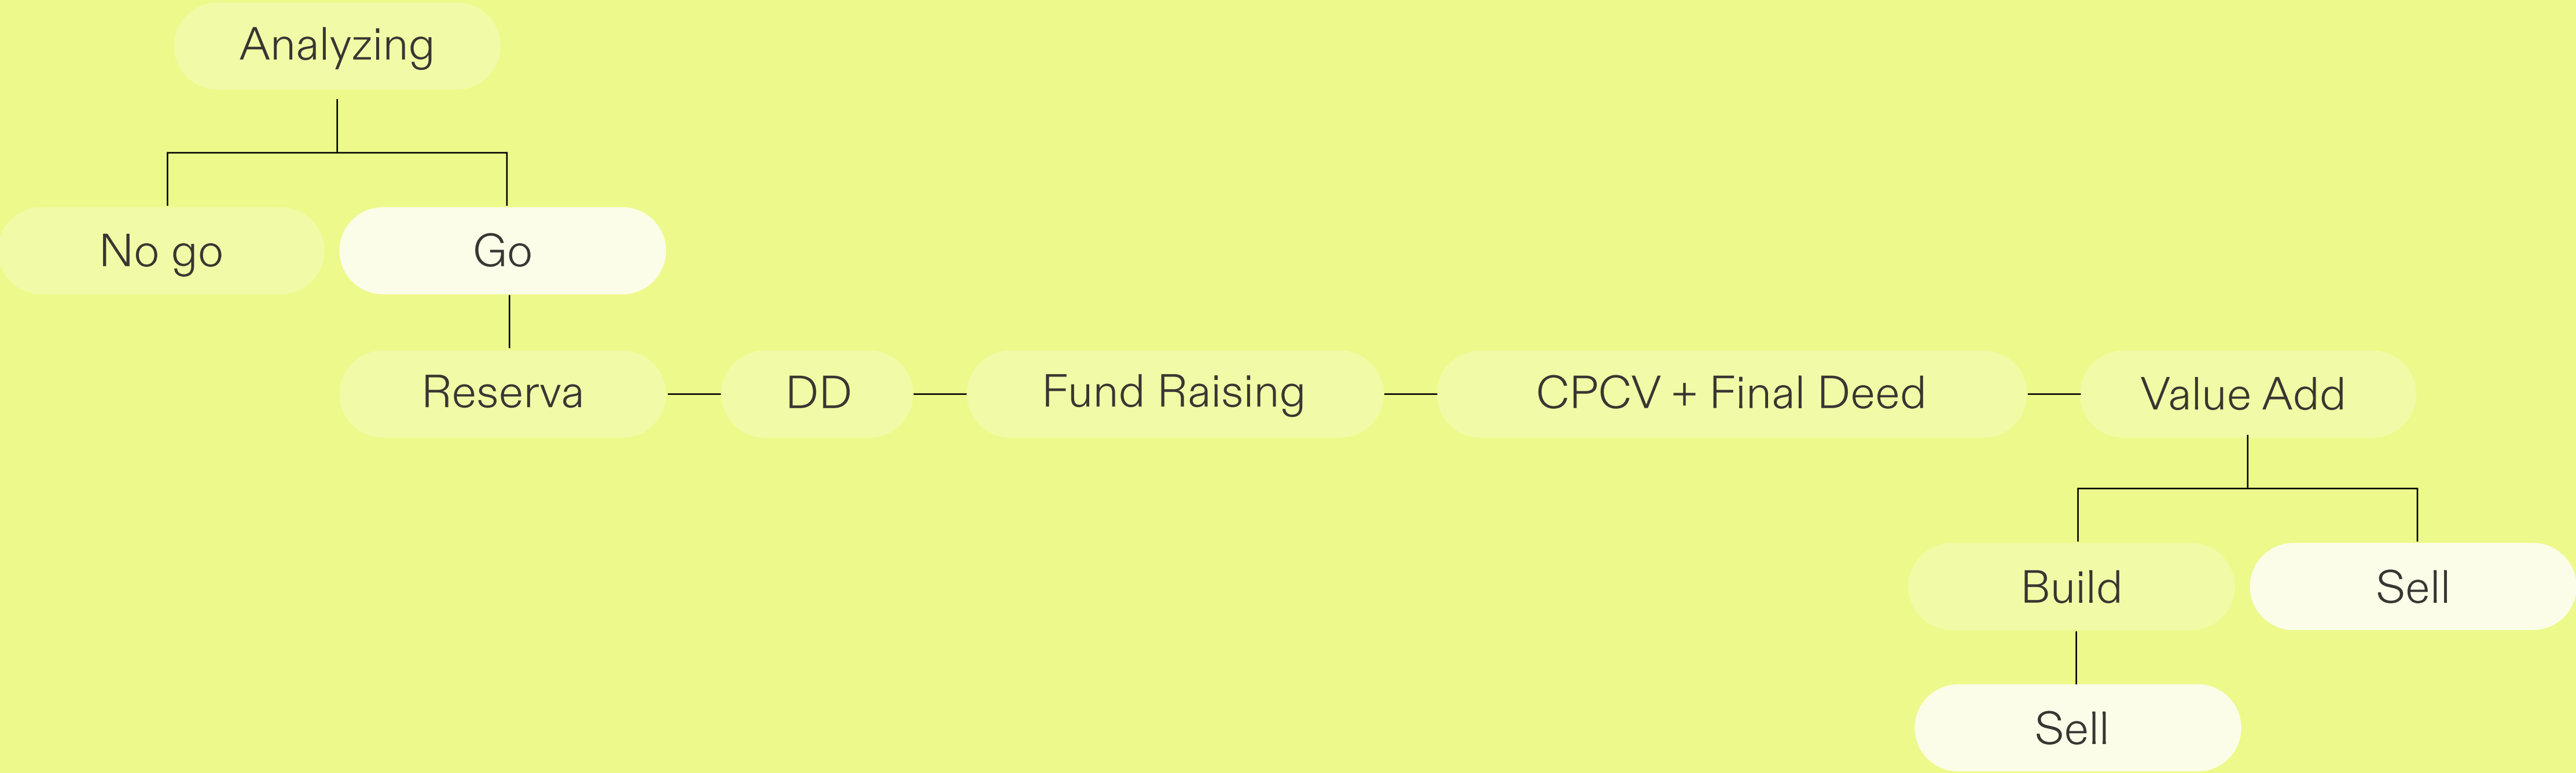 Analyzing
No go
Go
Reserva
DD
Fund Raising
CPCV + Final Deed
Value Add
Build
Sell
Sell